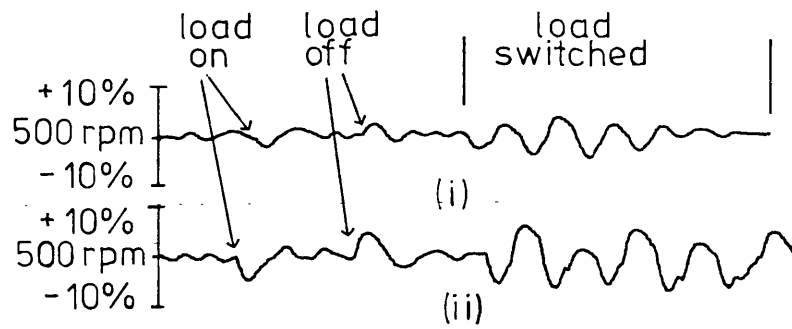 load on
load off
load switched
+10%
500 rpm
-10%
(i)
+10%
500 rpm
-10%
(ii)